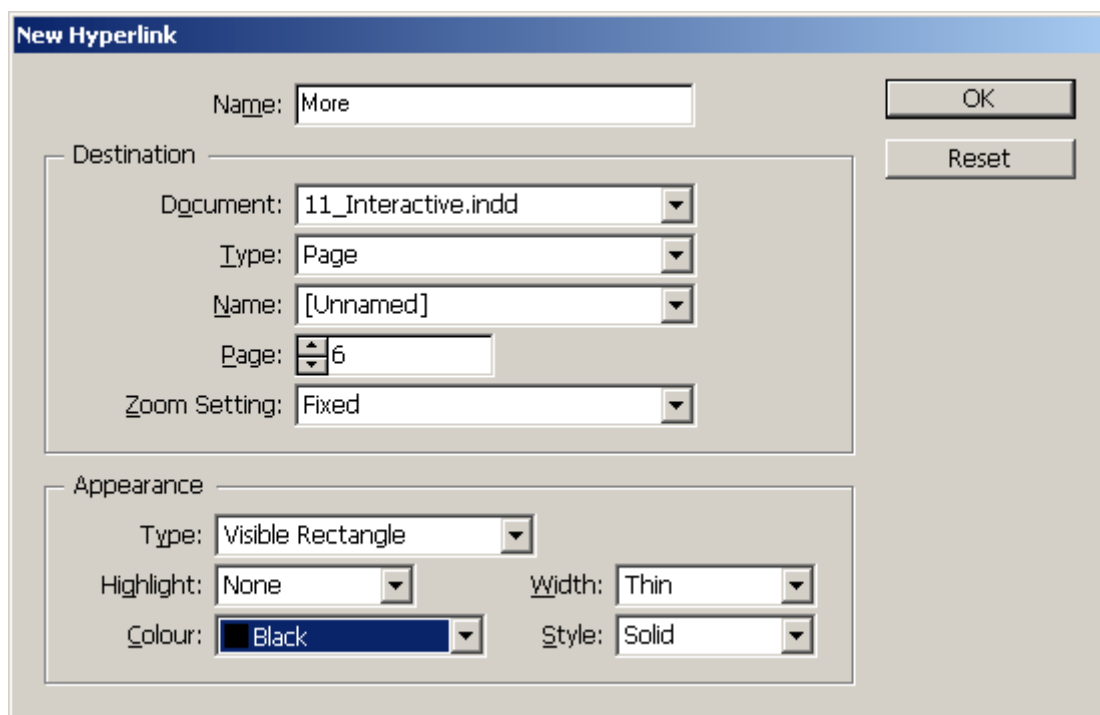 New Hyperlink
Name: More
OK
Reset
Destination
Document: 11_Interactive.indd
Type: Page
Name: [Unnamed]
Page: 6
Zoom Setting: Fixed
Appearance
Type: Visible Rectangle
Highlight: None Width: Thin
Colour: Black Style: Solid